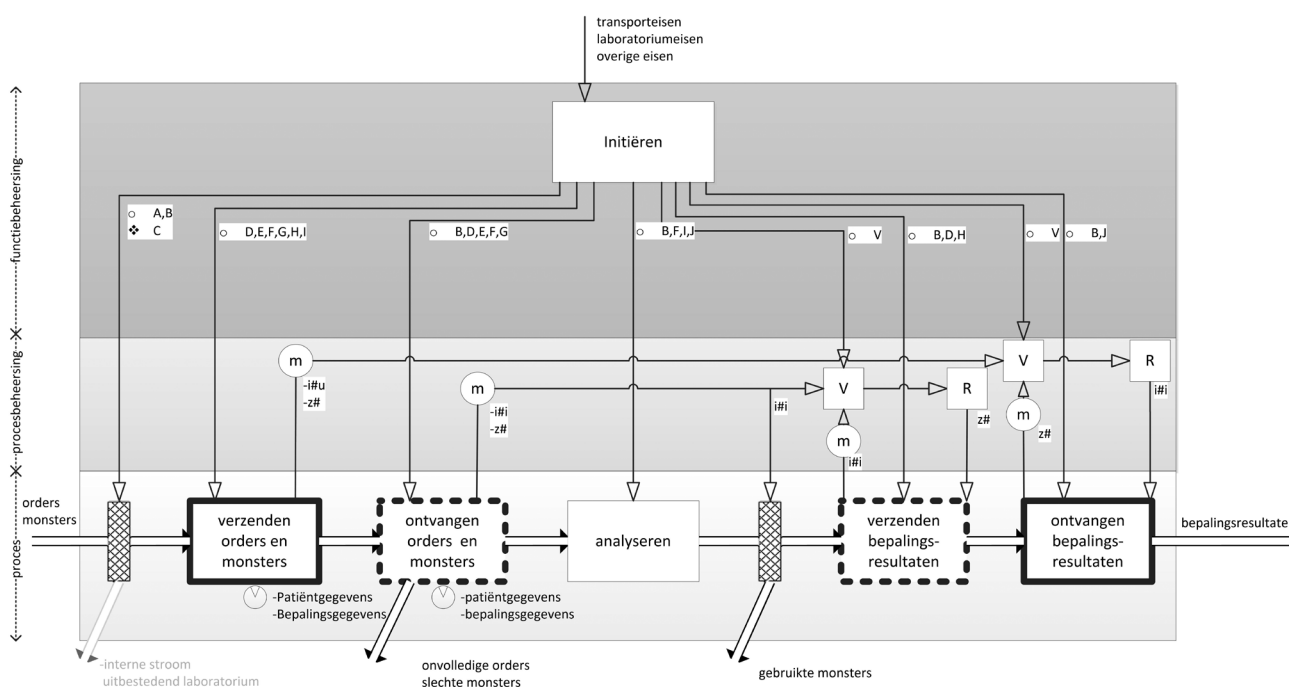 transporteisen
laboratoriumeisen
overige eisen
Initiëren
functiebeheersing
A,B
C
D,E,F,G,H,I
B,D,E,F,G
B,F,I,J
V
B,D,H
V
B,J
procesbeheersing
m
-i#u
-z#
m
-i#i
-z#
i#i
V
m
i#i
R
z#
V
m
z#
R
i#i
proces
orders
monsters
verzenden
orders en
monsters
-Patiëntgegevens
-Bepalingsgegevens
ontvangen
orders en
monsters
-patiëntgegevens
-bepalingsgegevens
analyseren
verzenden
bepalings-
resultaten
ontvangen
bepalings-
resultaten
bepalingsresultate
-interne stroom
uitbestedend laboratorium
onvolledige orders
slechte monsters
gebruikte monsters